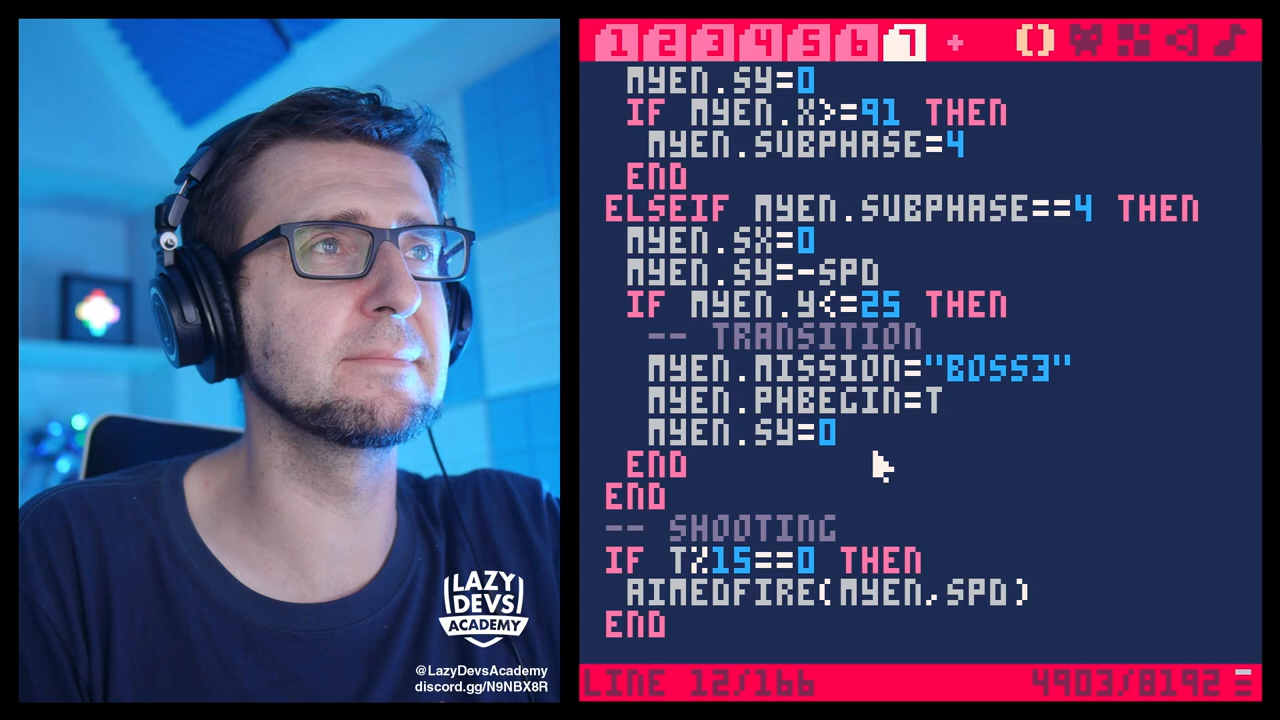 1 2 3 4 5 6 7 +
MYEN.SY=0
IF MYEN.X>=91 THEN
MYEN.SUBPHASE=4
END
ELSEIF MYEN.SUBPHASE==4 THEN
MYEN.SX=0
MYEN.SY=-SPD
IF MYEN.Y<=25 THEN
-- TRANSITION
MYEN.MISSION="BOSS3"
MYEN.PHBEGIN=T
MYEN.SY=0
END
END
-- SHOOTING
IF T%15==0 THEN
AIMEDFIRE(MYEN,SPD)
END
LINE 12/166 4903/8192
LAZY
DEVS
ACADEMY
@LazyDevsAcademy
discord.gg/N9NBX8R